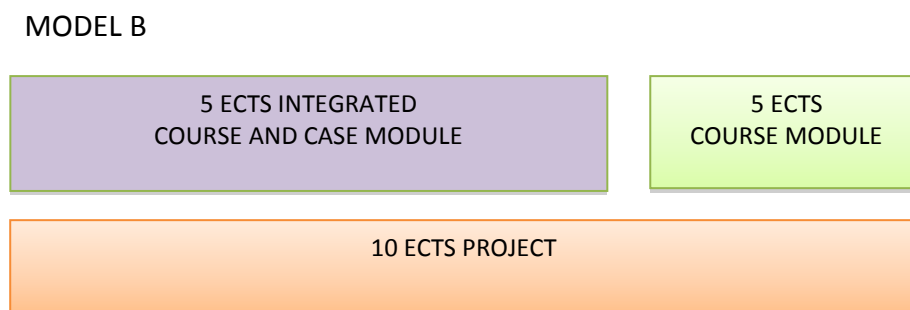 MODEL B
5 ECTS INTEGRATED
COURSE AND CASE MODULE
5 ECTS
COURSE MODULE
10 ECTS PROJECT